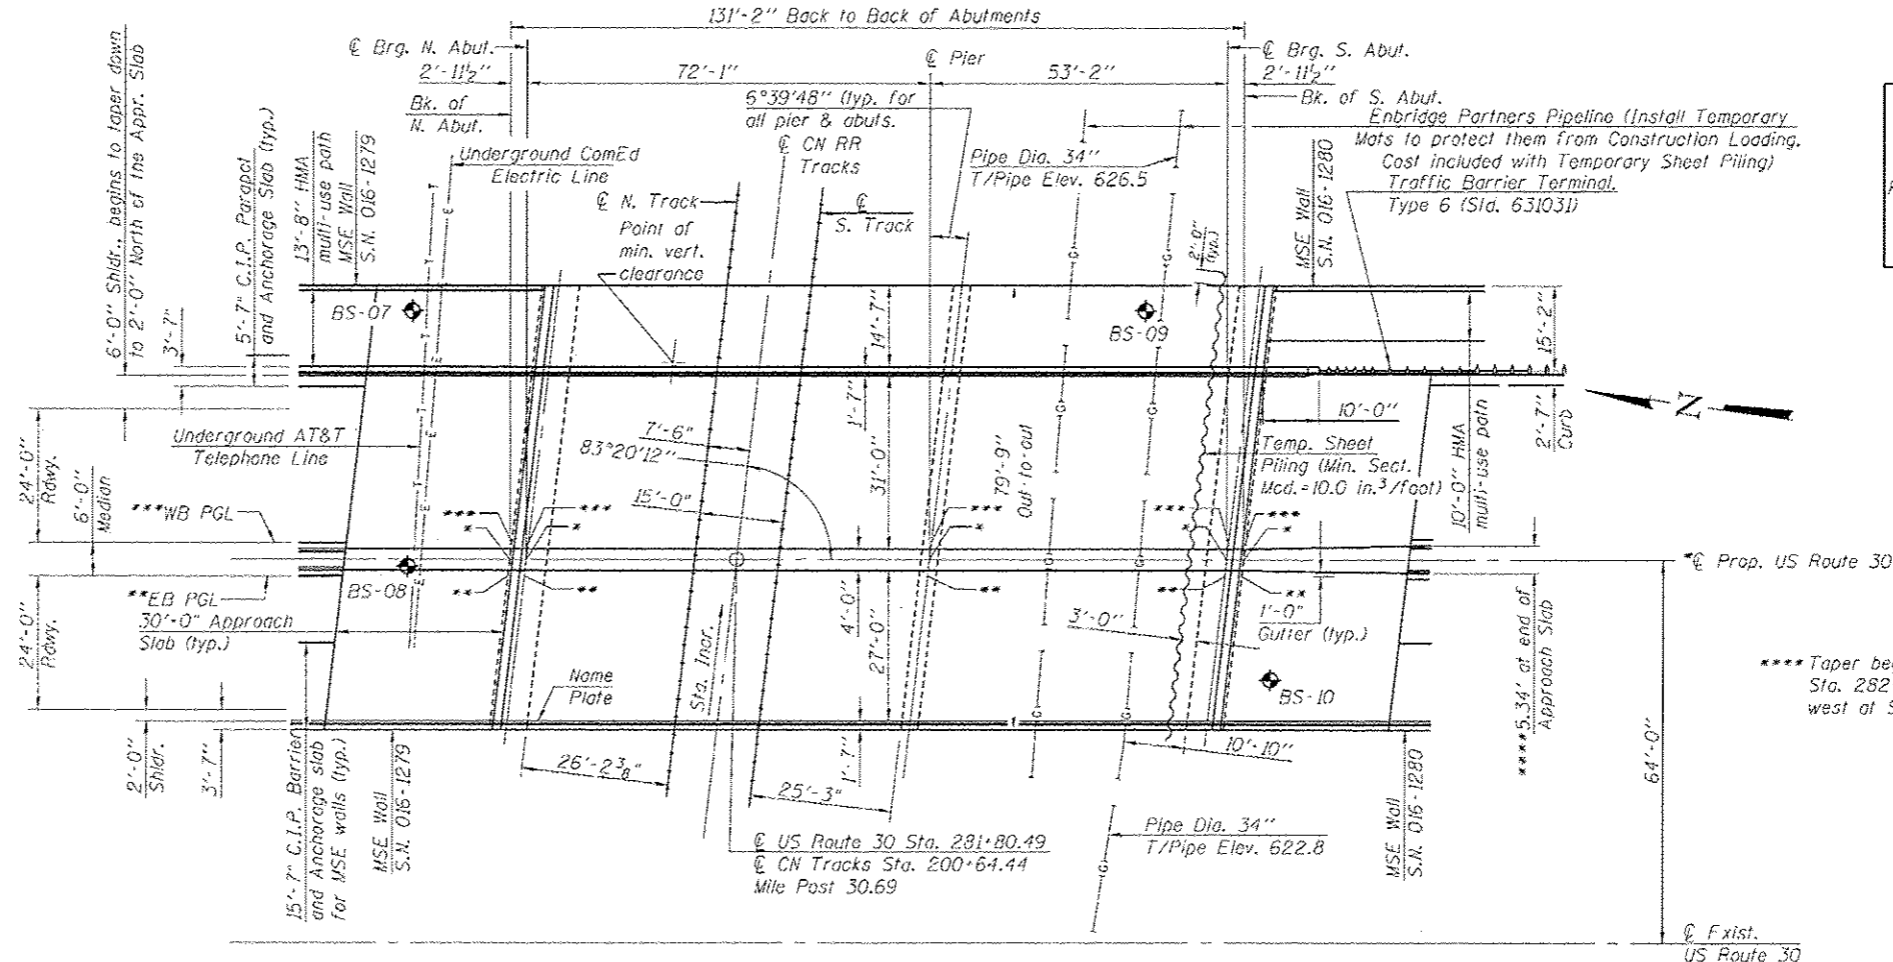 131'-2" Back to Back of Abutments
℄ Brg. N. Abut.
℄ Pier
℄ Brg. S. Abut.
2'-11½"
72'-1"
53'-2"
2'-11½"
Bk. of
N. Abut.
6°39'48" (typ. for
all pier & abuts.
Bk. of S. Abut.
Enbridge Partners Pipeline (Install Temporary
Mats to protect them from Construction Loading.
Cost included with Temporary Sheet Piling)
℄ CN RR
Tracks
Underground ComEd
Electric Line
Pipe Dia. 34"
T/Pipe Elev. 626.5
Traffic Barrier Terminal,
Type 6 (Std. 631031)
6'-0" Shldr., begins to taper down
to 2'-0" North of the Appr. Slab
5'-7" C.I.P. Parapet
and Anchorage Slab (typ.)
13'-8" HMA
multi-use path
MSE Wall
S.N. 016-1279
℄ N. Track
℄
S. Track
Point of
min. vert.
clearance
2'-0"
(typ.)
MSE Wall
S.N. 016-1280
3'-7"
BS-07
14'-7"
BS-09
15'-2"
1'-7"
10'-0"
2'-7"
Curb
N
24'-0"
Rdwy.
6'-0"
Median
Underground AT&T
Telephone Line
7'-6"
83°20'12"
15'-0"
31'-0"
79'-9"
Out-to-out
Temp. Sheet
Piling (Min. Sect.
Mod.=10.0 in.³/foot)
10'-0" HMA
multi-use path
***WB PGL
***
*
***
*
***
*
***
*
***
*
*℄ Prop. US Route 30
**EB PGL
BS-08
**
**
**
**
**
30'-0" Approach
Slab (typ.)
4'-0"
3'-0"
1'-0"
Gutter (typ.)
24'-0"
Rdwy.
27'-0"
Name
Plate
Sta. Incr.
BS-10
****5.34' at end of
Approach Slab
**** Taper be
Sta. 282
west at S
2'-0"
Shldr.
3'-7"
15'-7" C.I.P. Barrier
and Anchorage slab
for MSE walls (typ.)
MSE Wall
S.N. 016-1279
26'-2⅜"
25'-3"
1'-7"
10'-10"
64'-0"
℄ US Route 30 Sta. 281+80.49
℄ CN Tracks Sta. 200+64.44
Mile Post 30.69
Pipe Dia. 34"
T/Pipe Elev. 622.8
MSE Wall
S.N. 016-1280
℄ Exist.
US Route 30